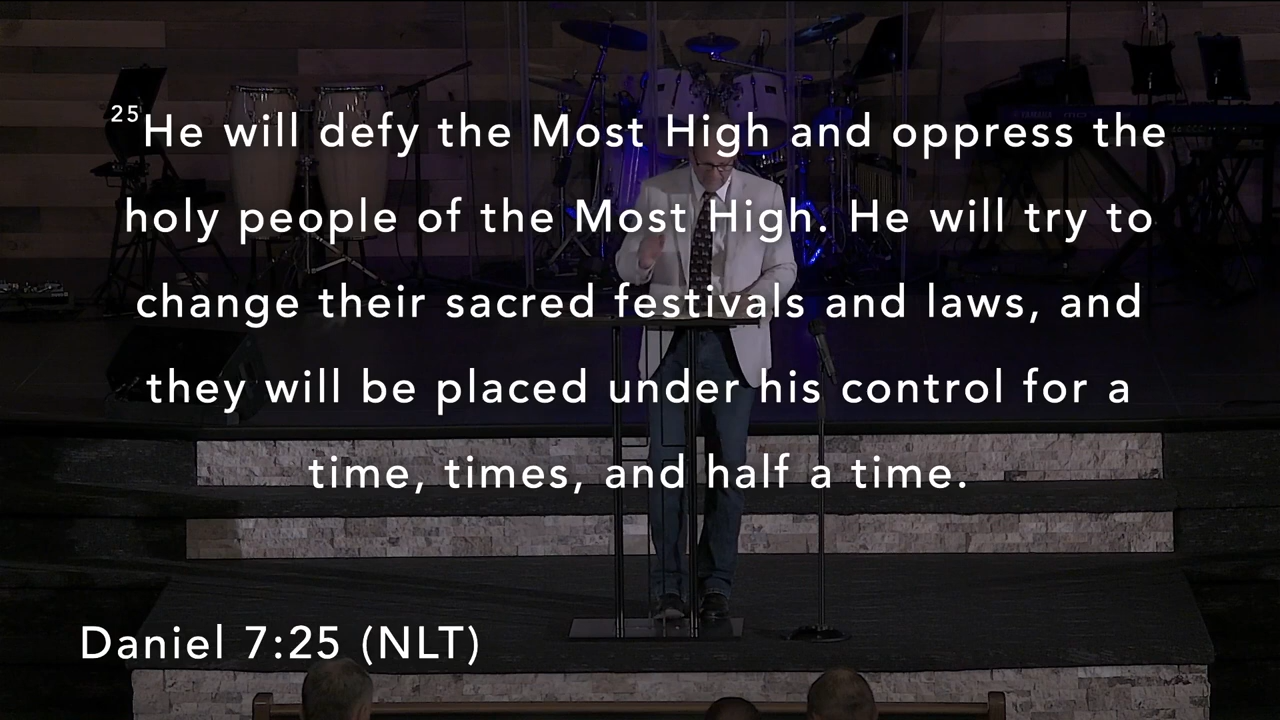 25He will defy the Most High and oppress the
holy people of the Most High. He will try to
change their sacred festivals and laws, and
they will be placed under his control for a
time, times, and half a time.
Daniel 7:25 (NLT)